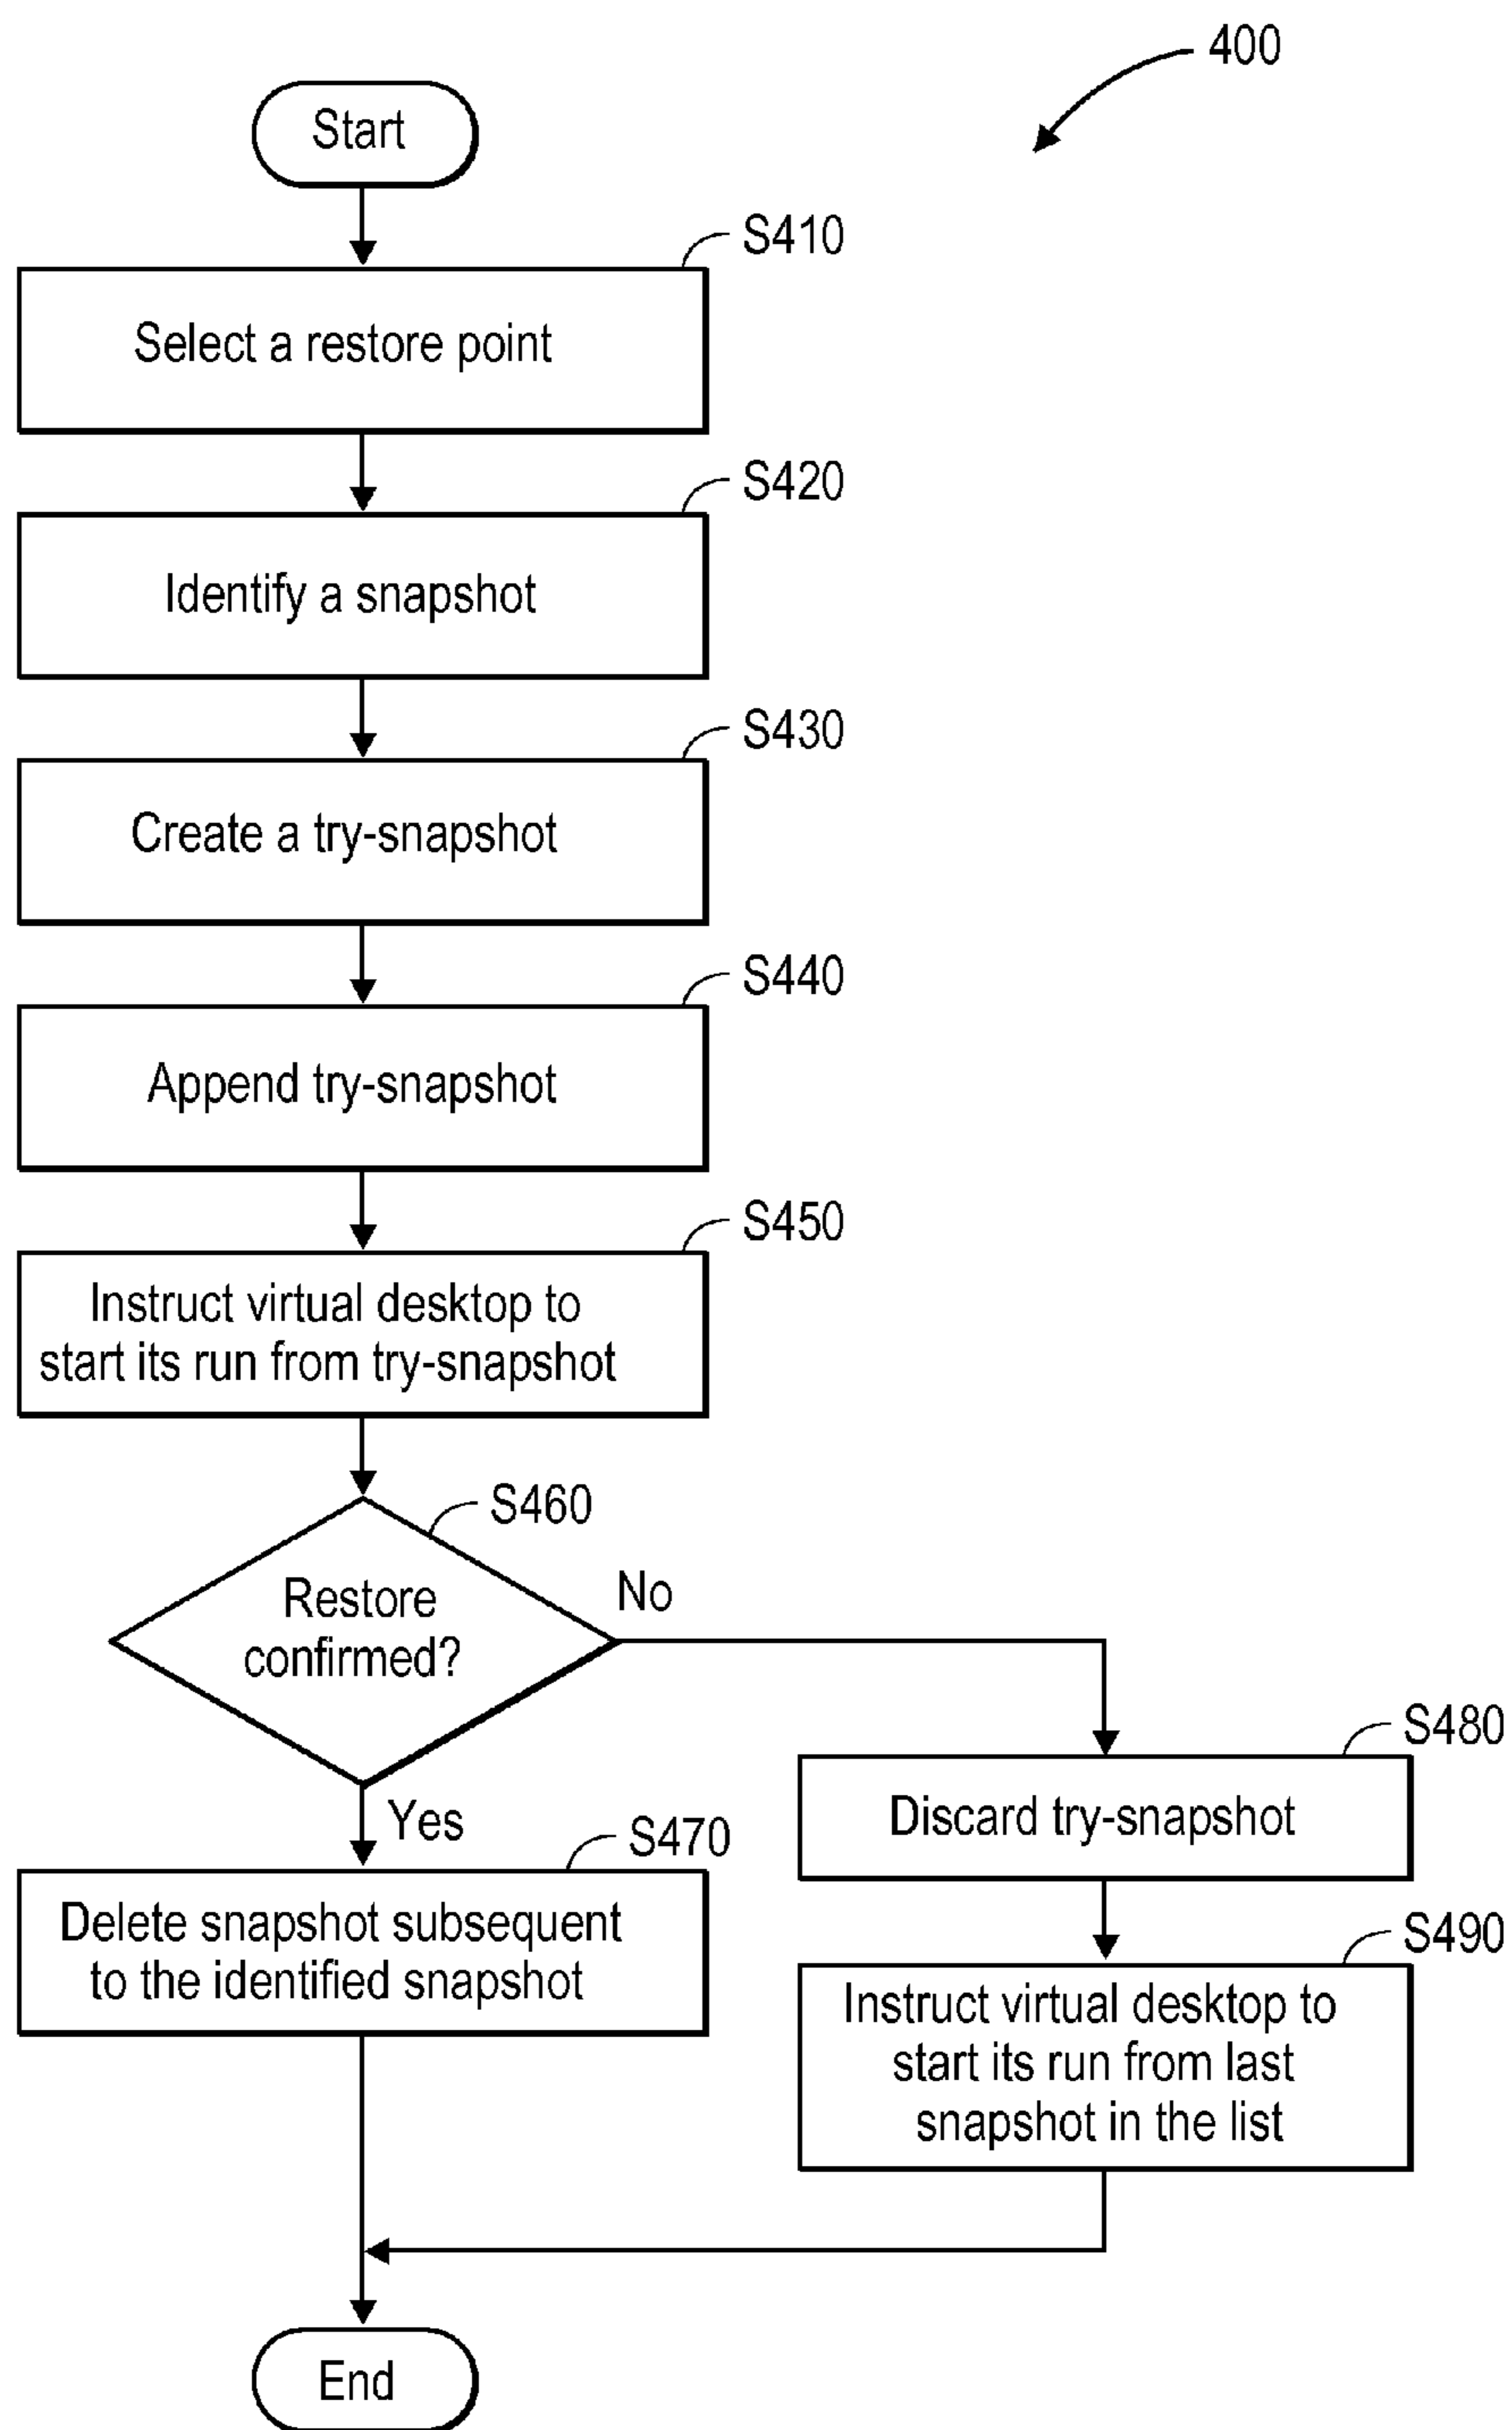 400
Start
S410
Select a restore point
S420
Identify a snapshot
S430
Create a try-snapshot
S440
Append try-snapshot
S450
Instruct virtual desktop to
start its run from try-snapshot
S460
Restore
confirmed?
No
Yes
S470
Delete snapshot subsequent
to the identified snapshot
S480
Discard try-snapshot
S490
Instruct virtual desktop to
start its run from last
snapshot in the list
End